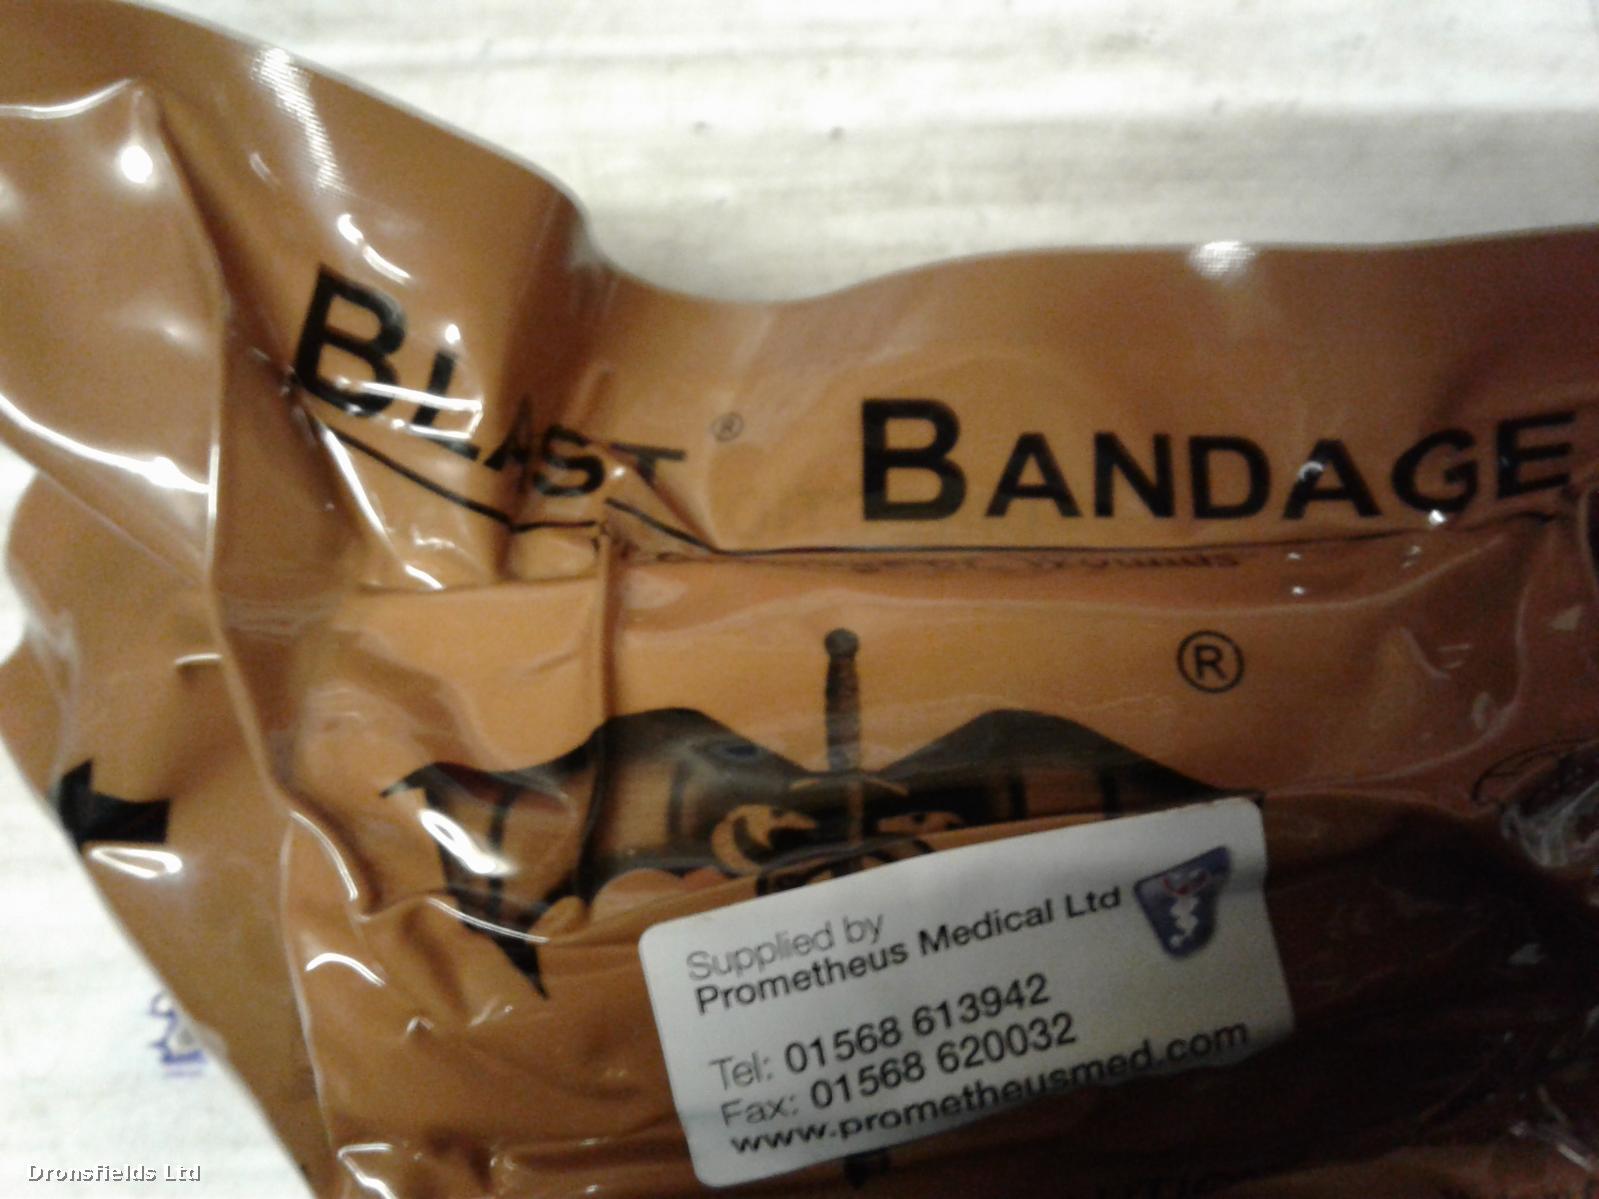 BLAST ® BANDAGE
®
Supplied by
Prometheus Medical Ltd
Tel: 01568 613942
Fax: 01568 620032
www.prometheusmed.com
Dronsfields Ltd